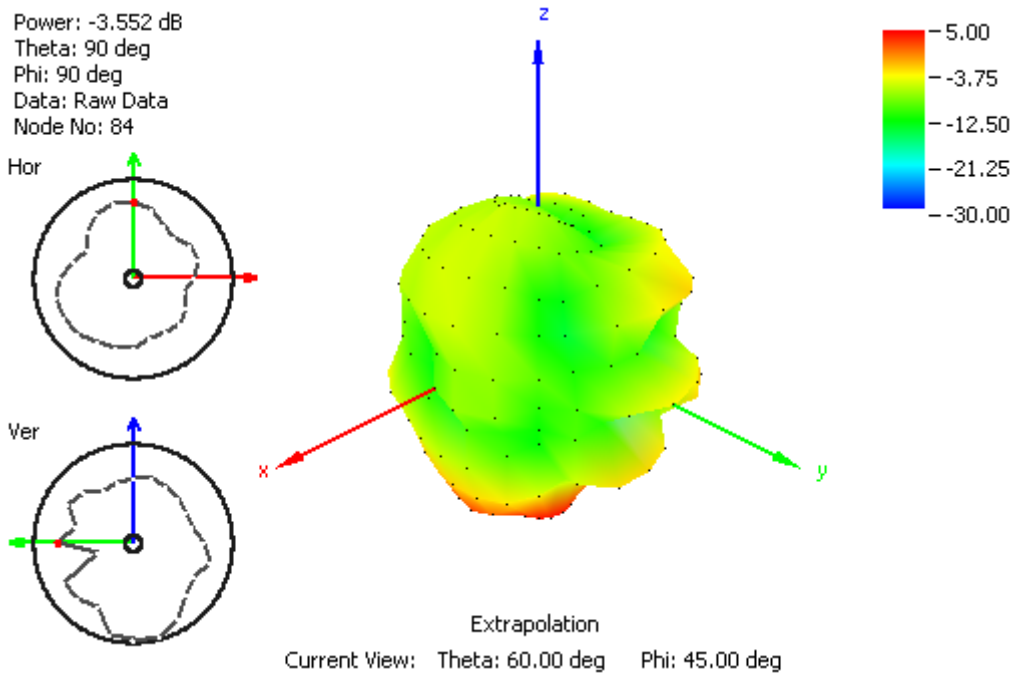 Power: -3.552 dB
Theta: 90 deg
Phi: 90 deg
Data: Raw Data
Node No: 84
Hor
Ver
z
x
y
5.00
-3.75
-12.50
-21.25
-30.00
Extrapolation
Current View: Theta: 60.00 deg Phi: 45.00 deg